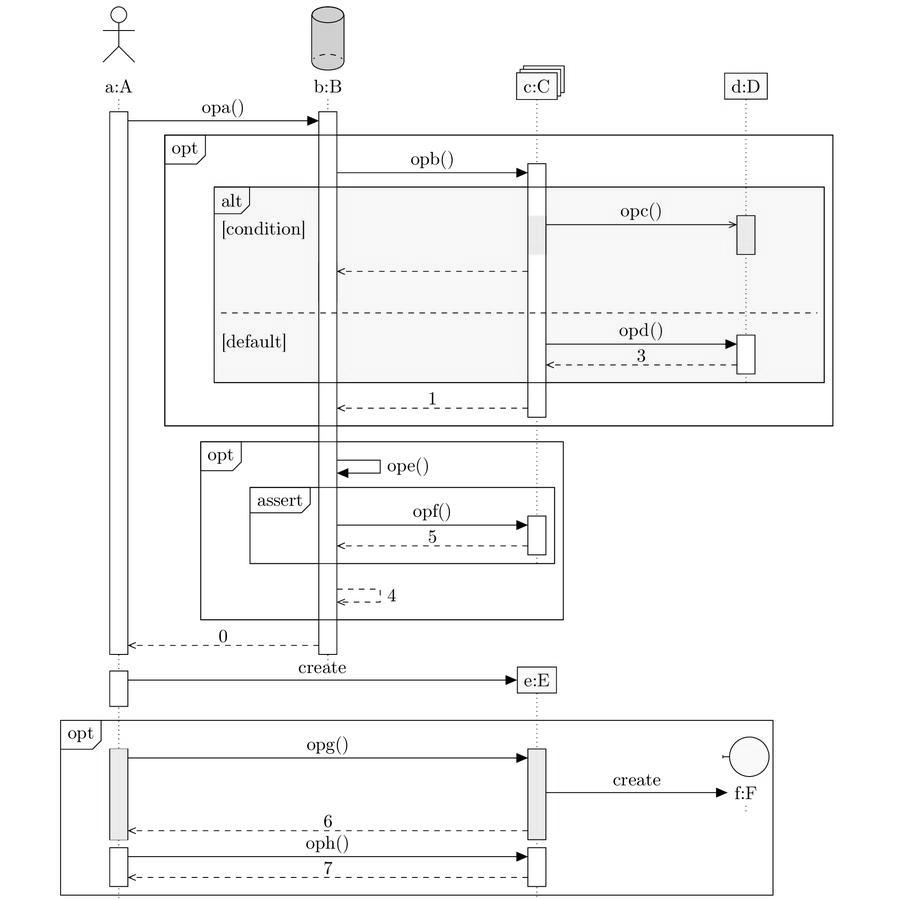 a:A
b:B
c:C
d:D
opa()
opt
opb()
alt
opc()
[condition]
opd()
[default]
3
1
opt
ope()
assert
opf()
5
4
0
create
e:E
opt
opg()
create
f:F
6
oph()
7